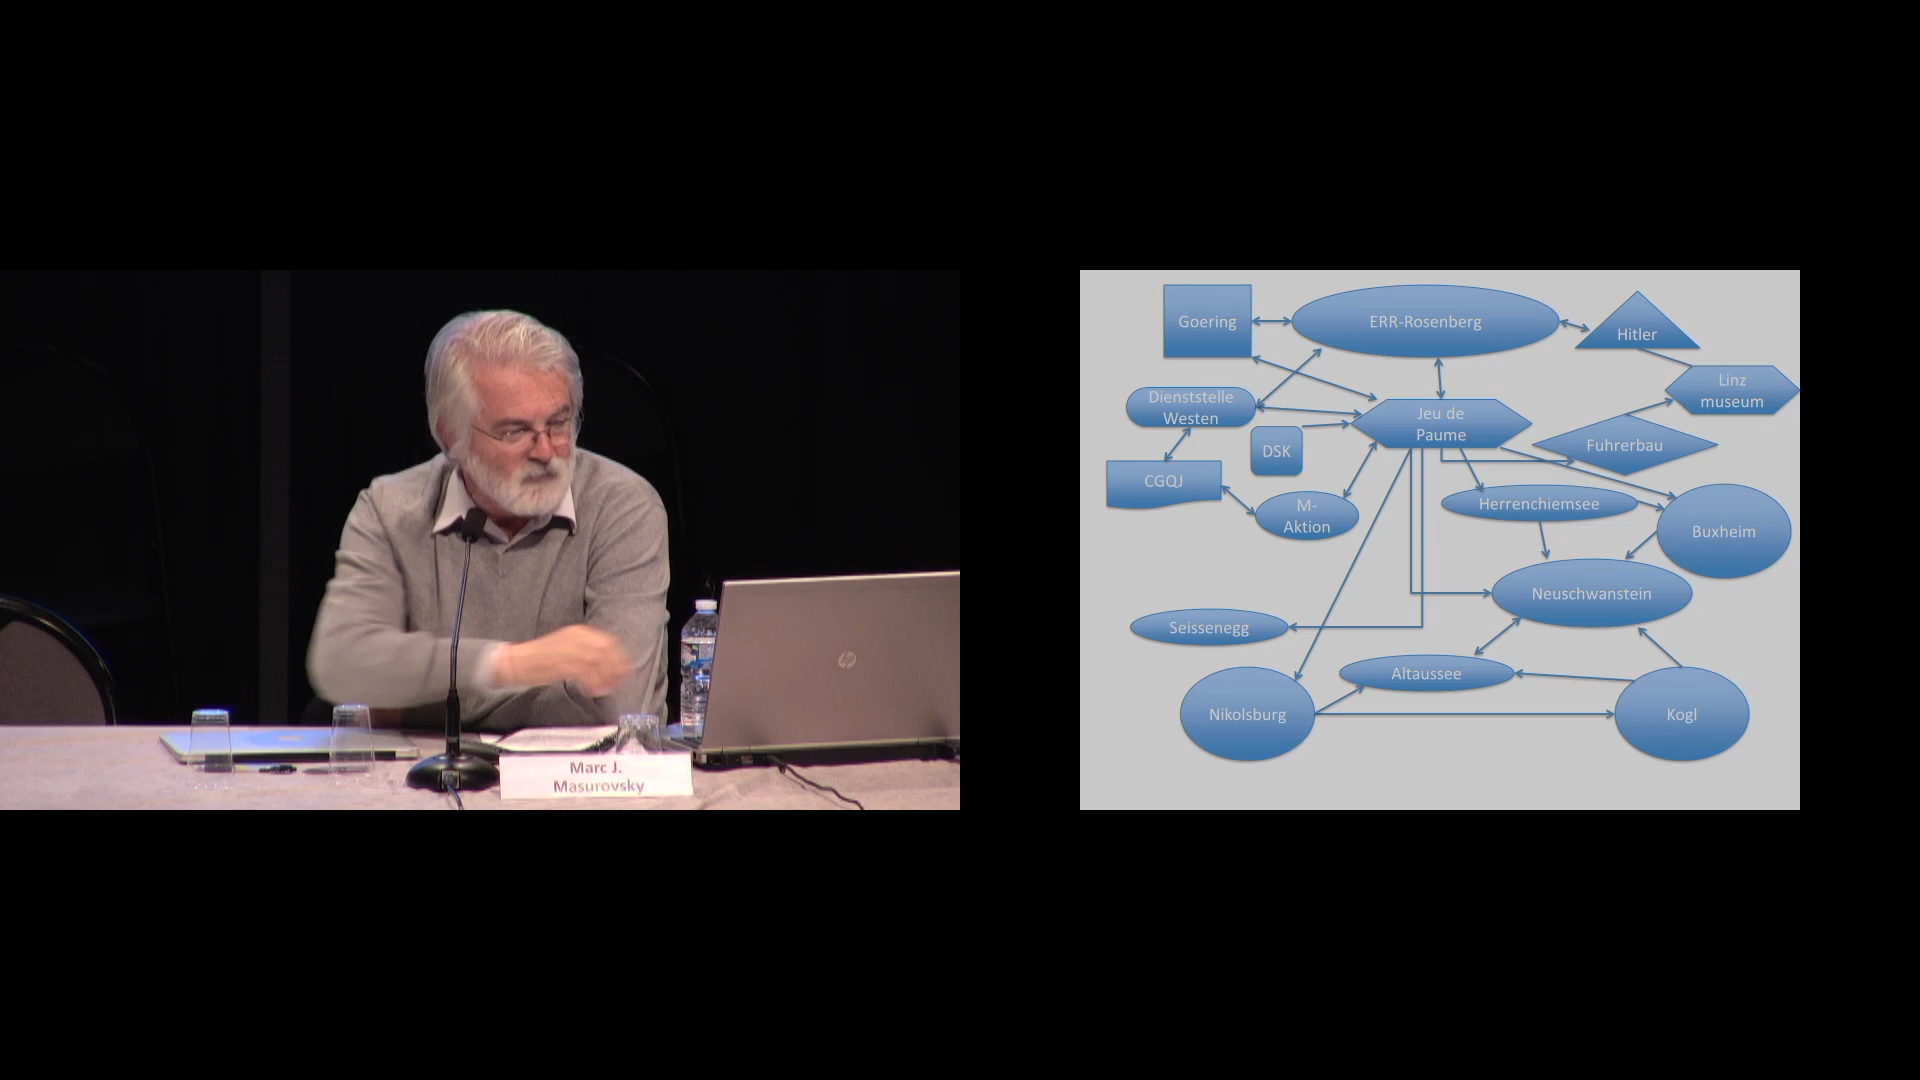 Marc J.
Masurovsky
hp
Goering
ERR-Rosenberg
Hitler
Linz
museum
Dienststelle
Westen
Jeu de
Paume
Fuhrerbau
DSK
CGQJ
M-
Aktion
Herrenchiemsee
Buxheim
Neuschwanstein
Seissenegg
Altaussee
Nikolsburg
Kogl